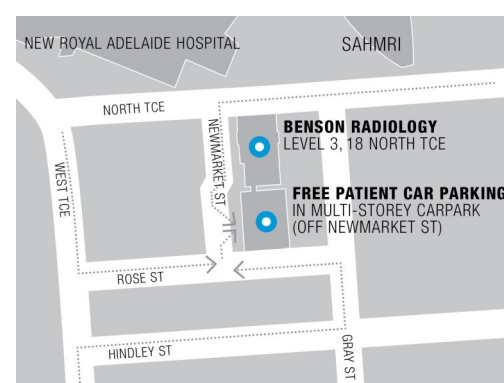 NEW ROYAL ADELAIDE HOSPITAL
SAHMRI
NORTH TCE
BENSON RADIOLOGY
LEVEL 3, 18 NORTH TCE
NEWMARKET ST
WEST TCE
FREE PATIENT CAR PARKING
IN MULTI-STOREY CARPARK
(OFF NEWMARKET ST)
ROSE ST
GRAY ST
HINDLEY ST